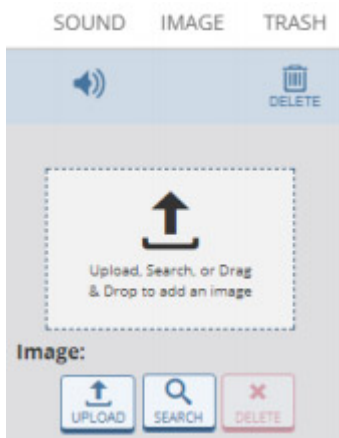 SOUND IMAGE TRASH
DELETE
Upload, Search, or Drag
& Drop to add an image
Image:
UPLOAD SEARCH DELETE